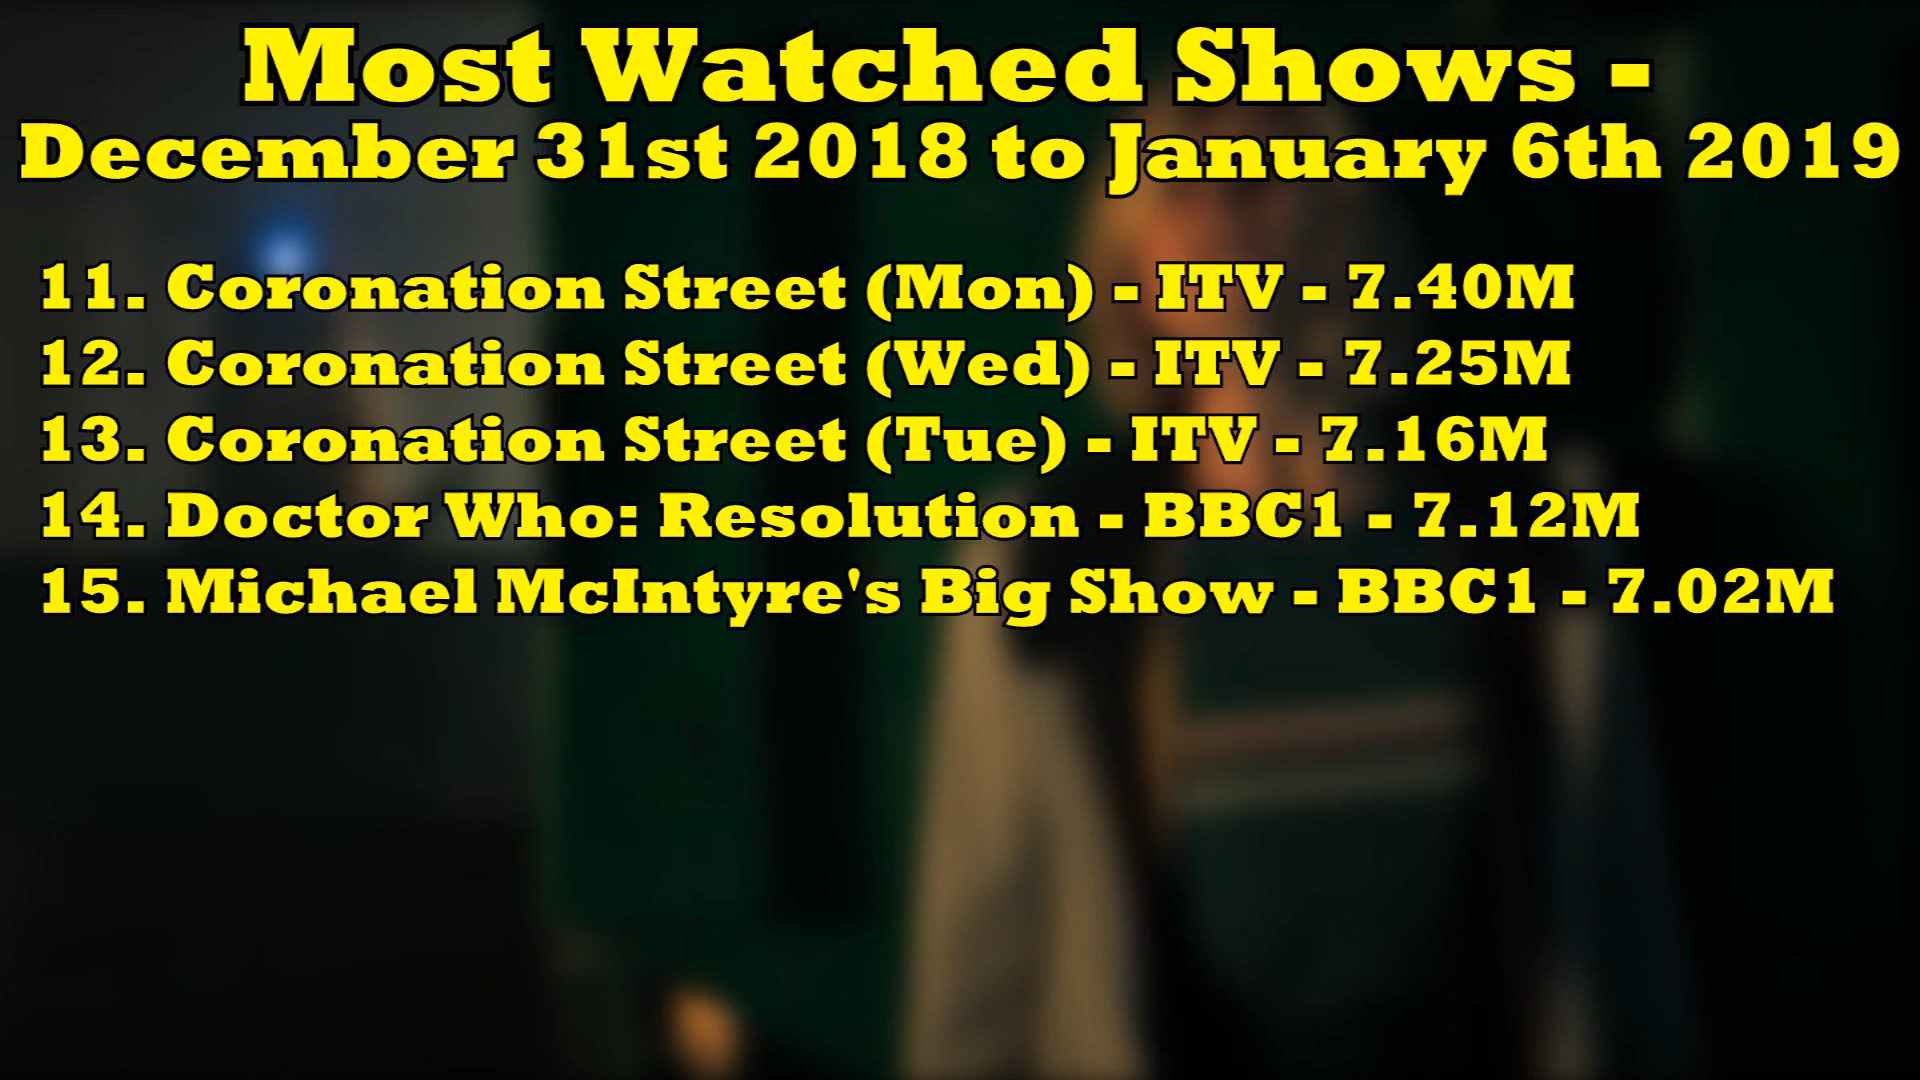 Most Watched Shows -
December 31st 2018 to January 6th 2019
11. Coronation Street (Mon) - ITV - 7.40M
12. Coronation Street (Wed) - ITV - 7.25M
13. Coronation Street (Tue) - ITV - 7.16M
14. Doctor Who: Resolution - BBC1 - 7.12M
15. Michael McIntyre's Big Show - BBC1 - 7.02M